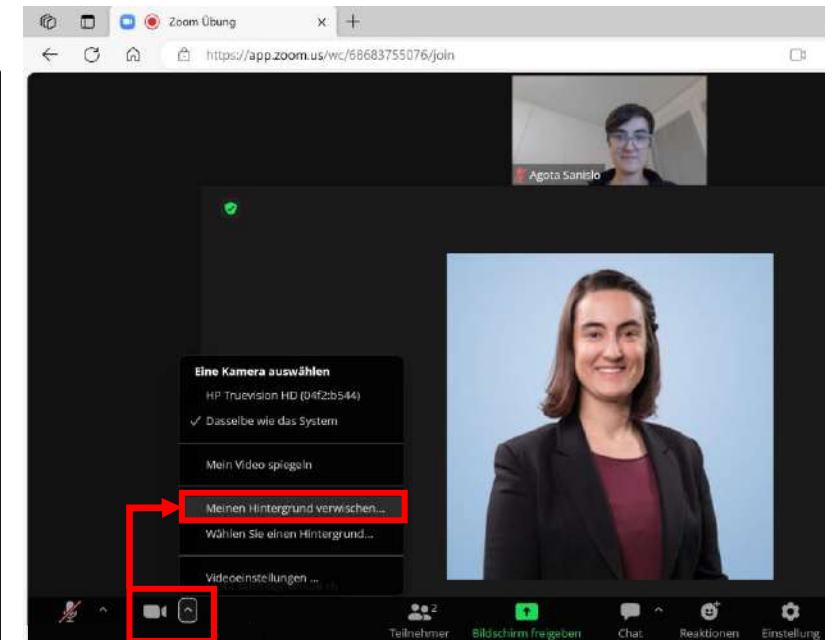 Zoom Übung
https://app.zoom.us/wc/68683755076/join
Agota Sanislo
Eine Kamera auswählen
HP Truevision HD (04f2:b544)
Dasselbe wie das System
Mein Video spiegeln
Meinen Hintergrund verwischen...
Wählen Sie einen Hintergrund...
Videoeinstellungen ...
2
Teilnehmer
Bildschirm freigeben
Chat
Reaktionen
Einstellung